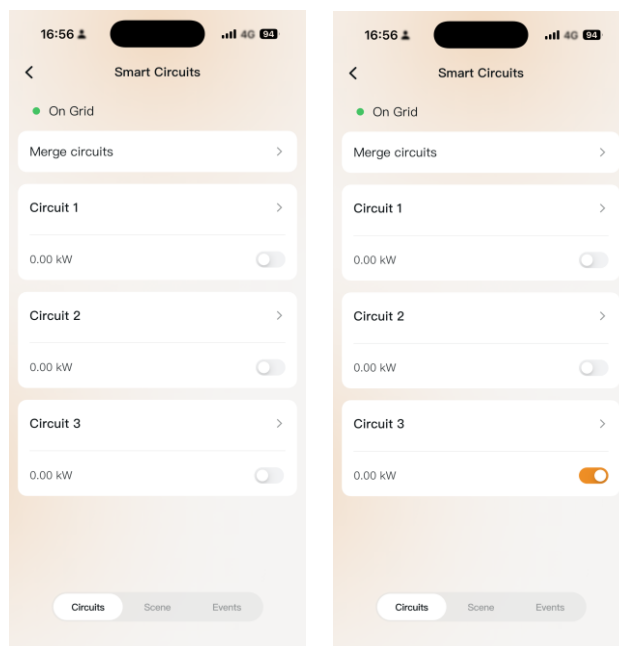 16:56
4G 94
Smart Circuits
On Grid
Merge circuits
Circuit 1
0.00 kW
Circuit 2
0.00 kW
Circuit 3
0.00 kW
Circuits Scene Events
16:56
4G 94
Smart Circuits
On Grid
Merge circuits
Circuit 1
0.00 kW
Circuit 2
0.00 kW
Circuit 3
0.00 kW
Circuits Scene Events